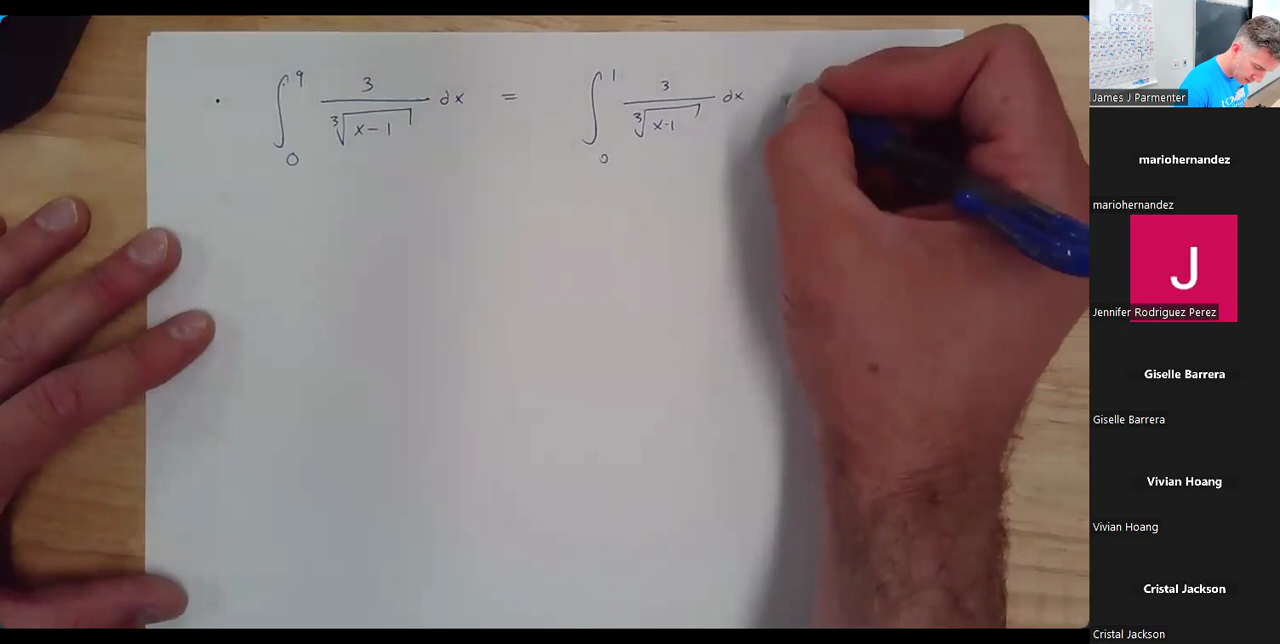 ∫₀⁹ 3/∛(x-1) dx = ∫₀¹ 3/∛(x-1) dx
James J Parmenter
mariohernandez
mariohernandez
J
Jennifer Rodriguez Perez
Giselle Barrera
Giselle Barrera
Vivian Hoang
Vivian Hoang
Cristal Jackson
Cristal Jackson